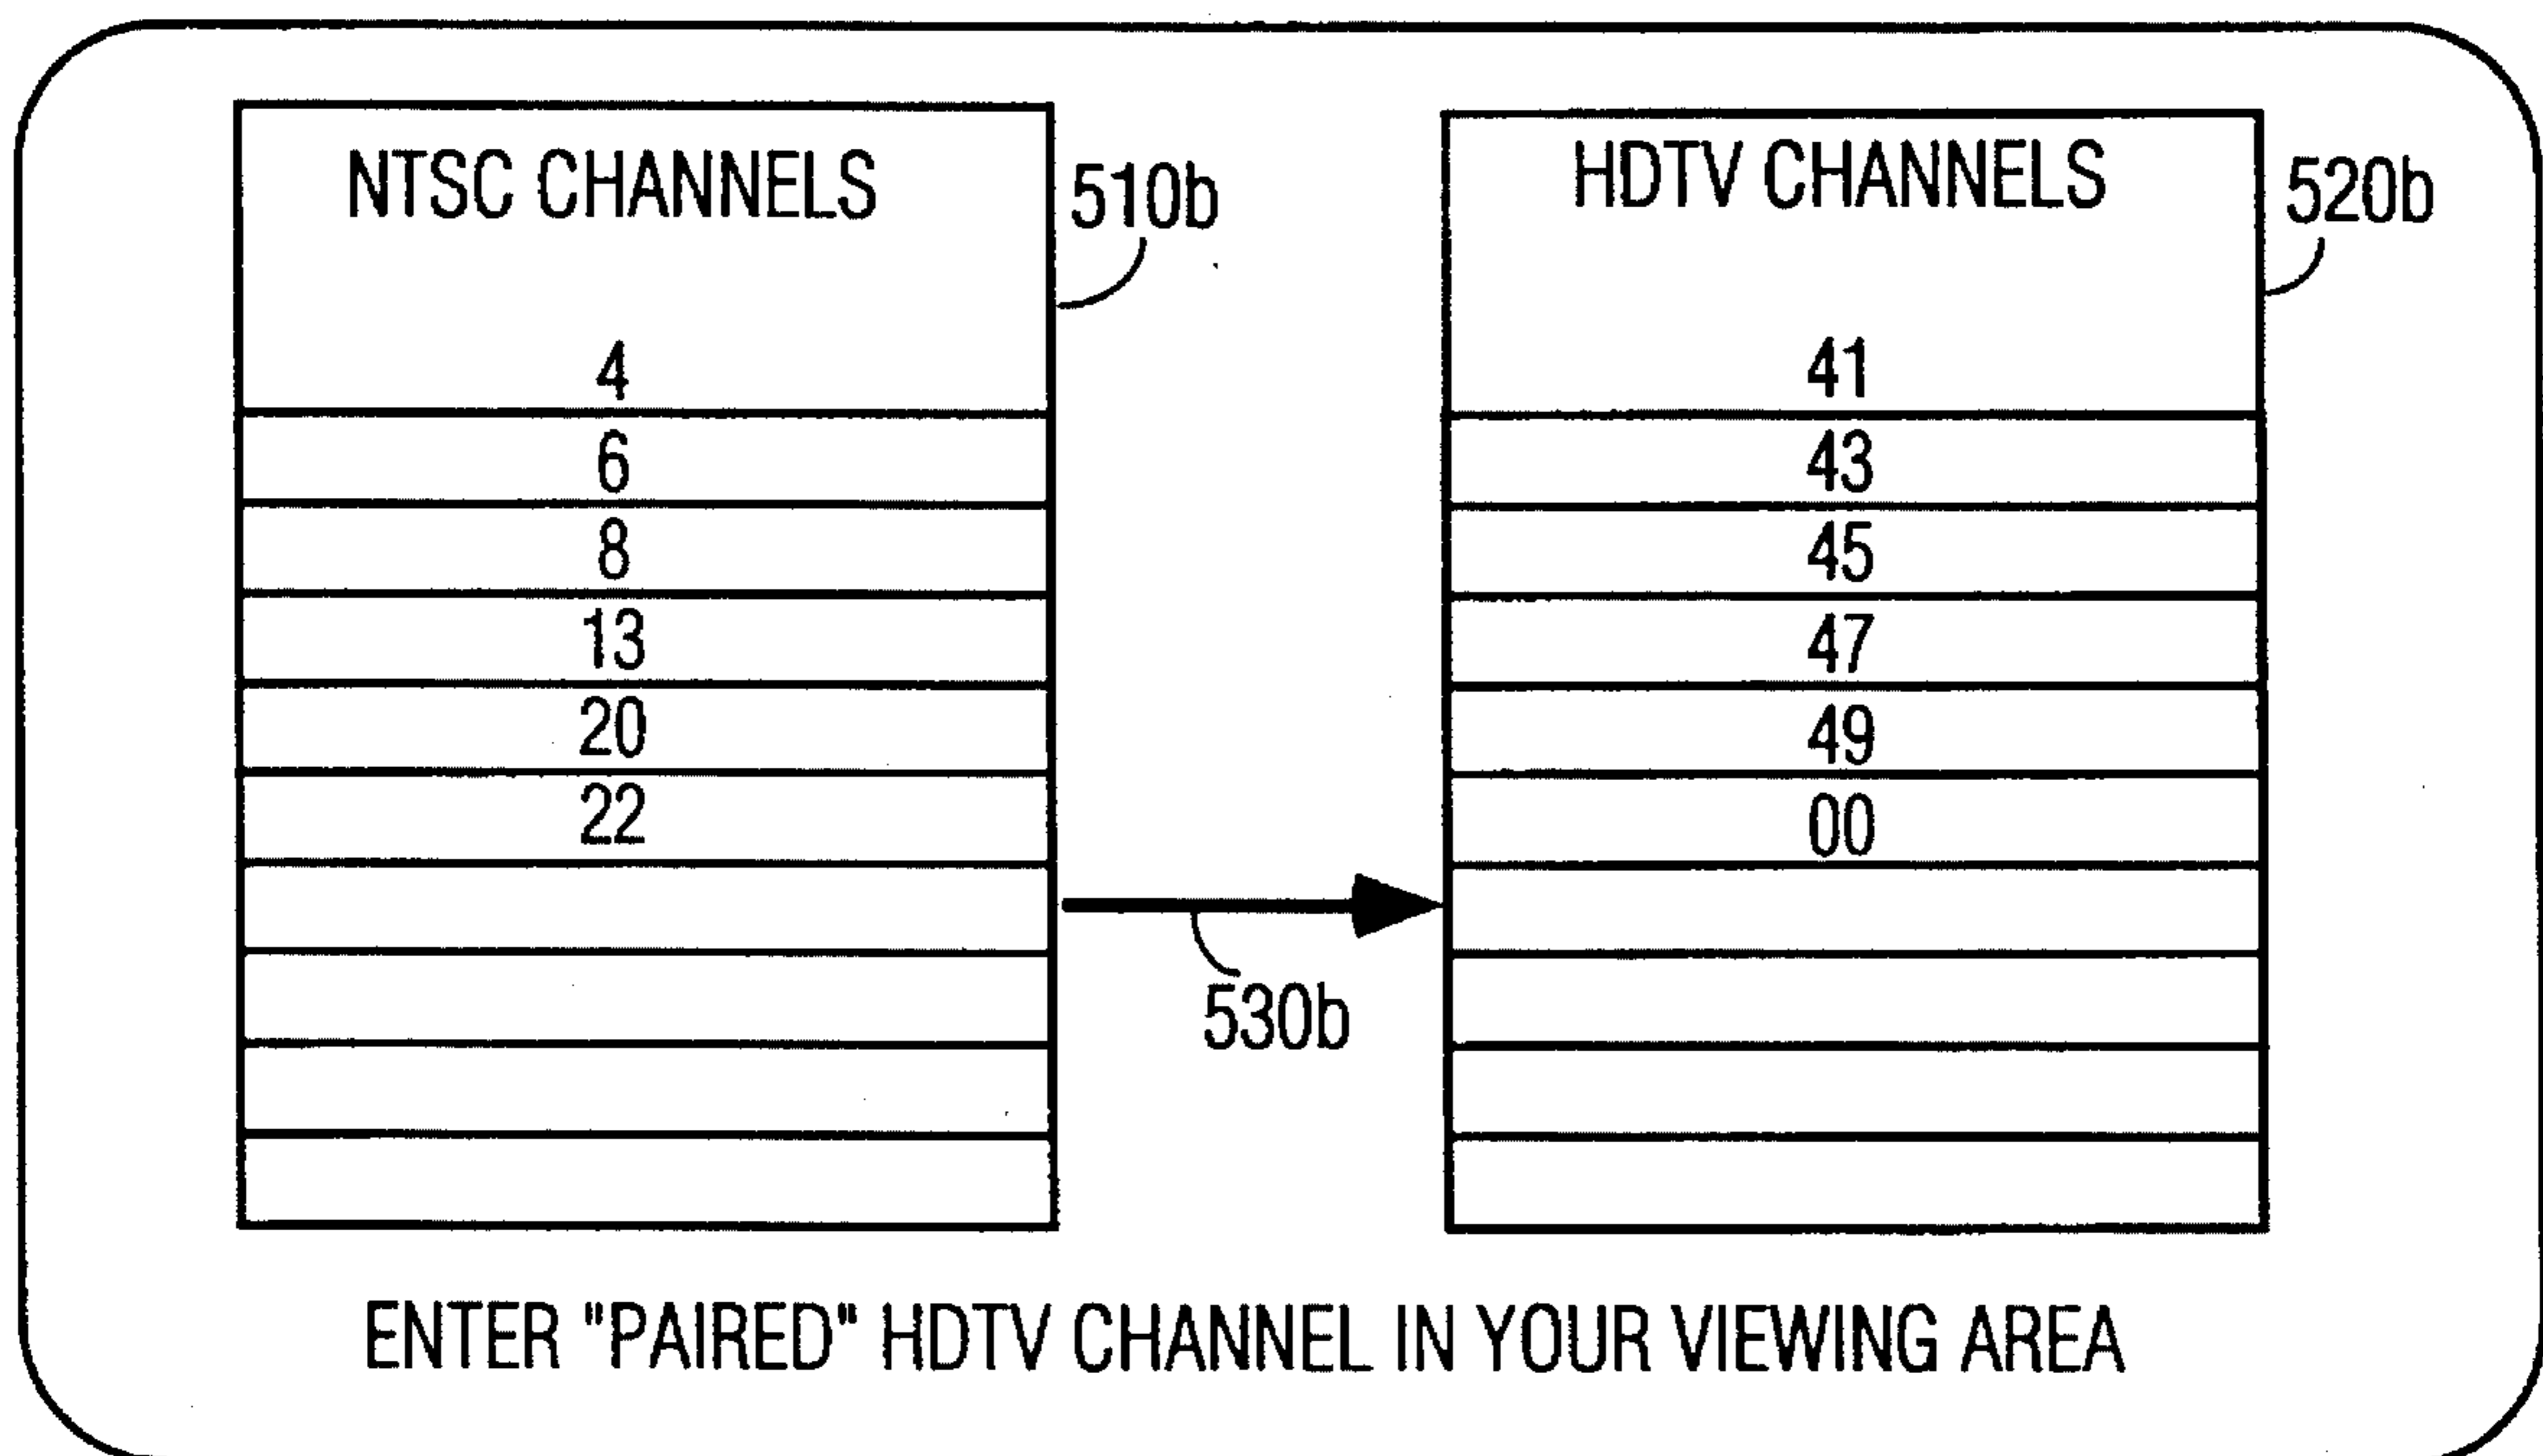 NTSC CHANNELS
510b
4
6
8
13
20
22
HDTV CHANNELS
520b
41
43
45
47
49
00
530b
ENTER "PAIRED" HDTV CHANNEL IN YOUR VIEWING AREA